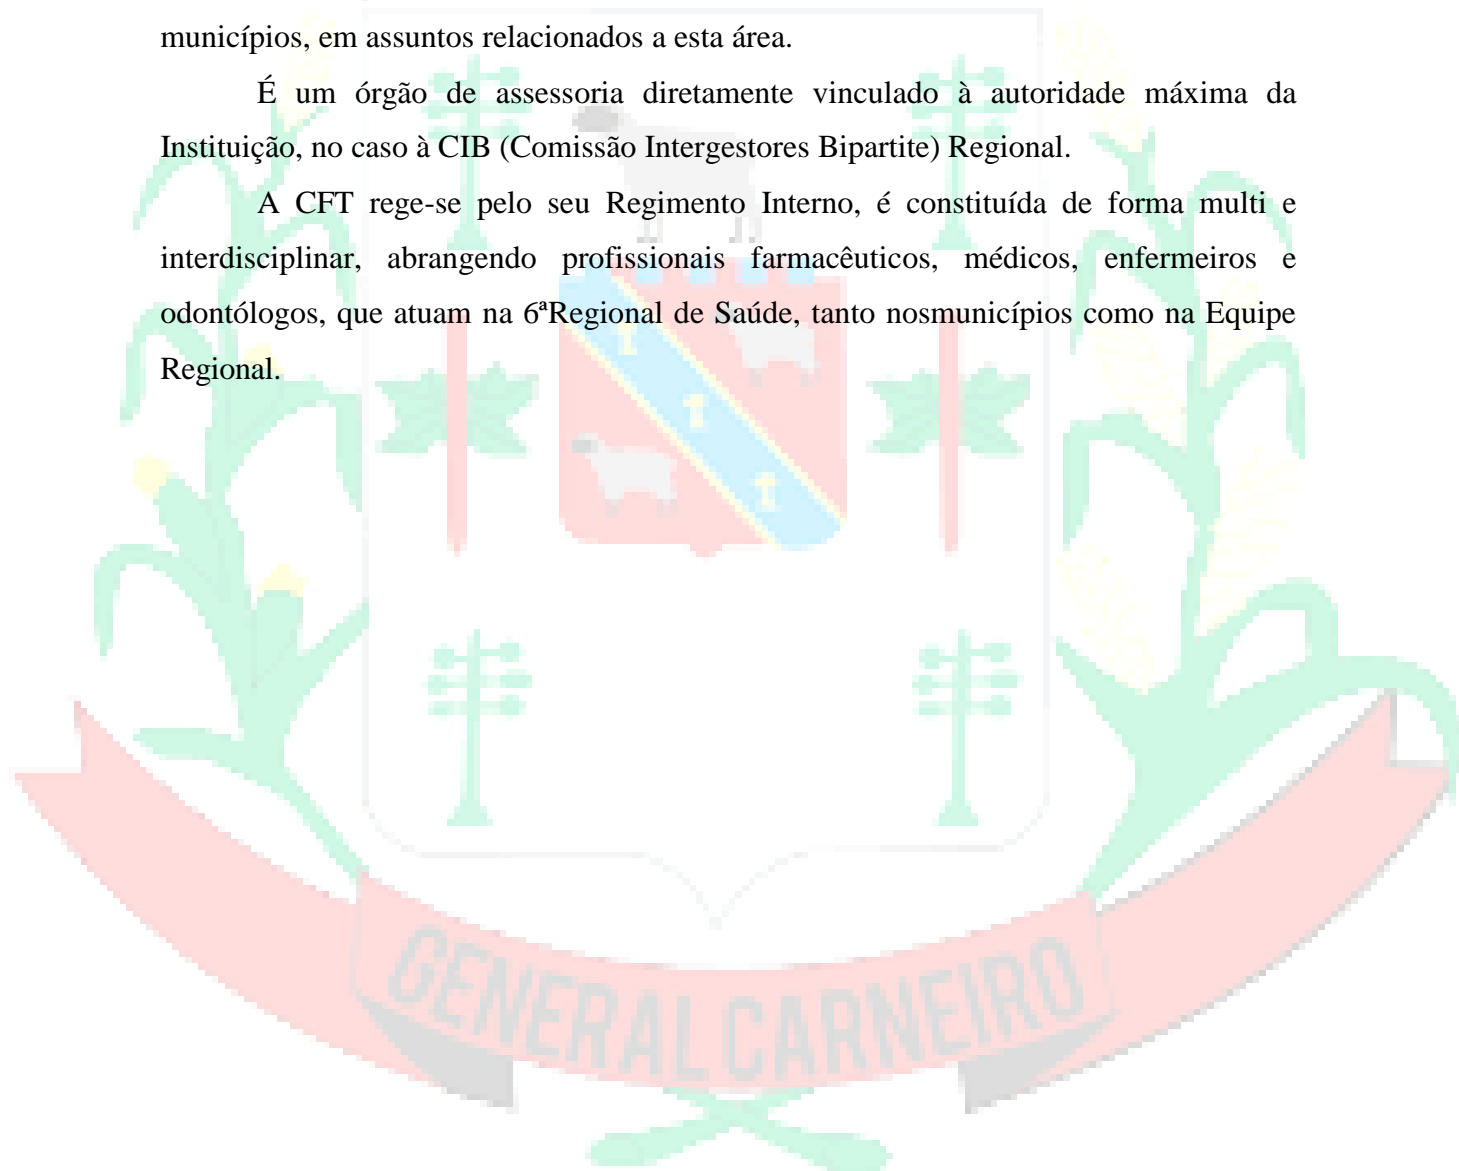 municípios, em assuntos relacionados a esta área.
É um órgão de assessoria diretamente vinculado à autoridade máxima da
Instituição, no caso à CIB (Comissão Intergestores Bipartite) Regional.
A CFT rege-se pelo seu Regimento Interno, é constituída de forma multi e
interdisciplinar, abrangendo profissionais farmacêuticos, médicos, enfermeiros e
odontólogos, que atuam na 6ªRegional de Saúde, tanto nosmunicípios como na Equipe
Regional.
GENERAL CARNEIRO